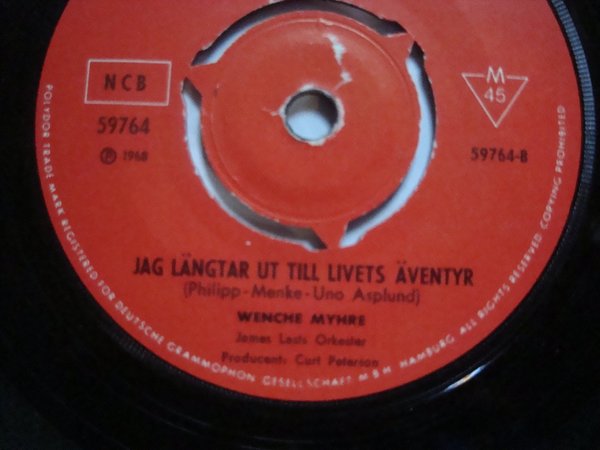 NCB
59764
Ⓟ 1968
M
45
59764-B
JAG LÄNGTAR UT TILL LIVETS ÄVENTYR
(Philipp-Menke-Uno Asplund)
WENCHE MYHRE
James Lasts Orkester
Producent: Curt Peterson
POLYDOR TRADE MARK REGISTERED FOR DEUTSCHE GRAMMOPHON GESELLSCHAFT M B H HAMBURG. ALL RIGHTS RESERVED. COPYING PROHIBITED